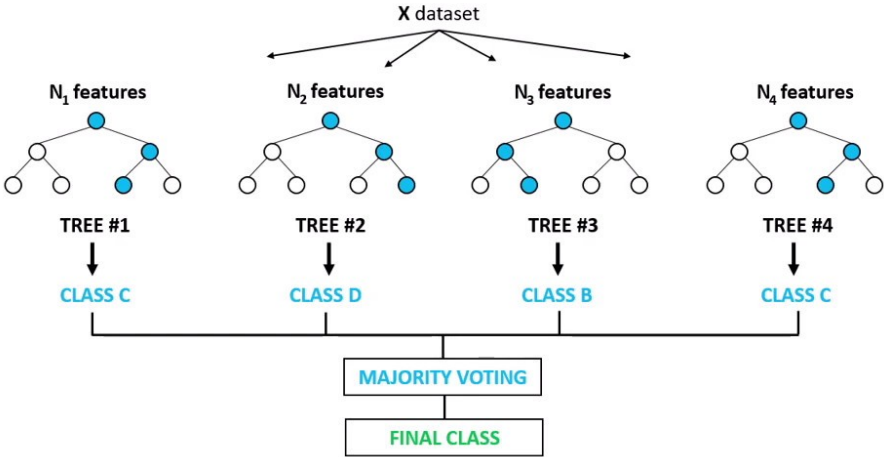 X dataset
N1 features
N2 features
N3 features
N4 features
TREE #1
TREE #2
TREE #3
TREE #4
CLASS C
CLASS D
CLASS B
CLASS C
MAJORITY VOTING
FINAL CLASS